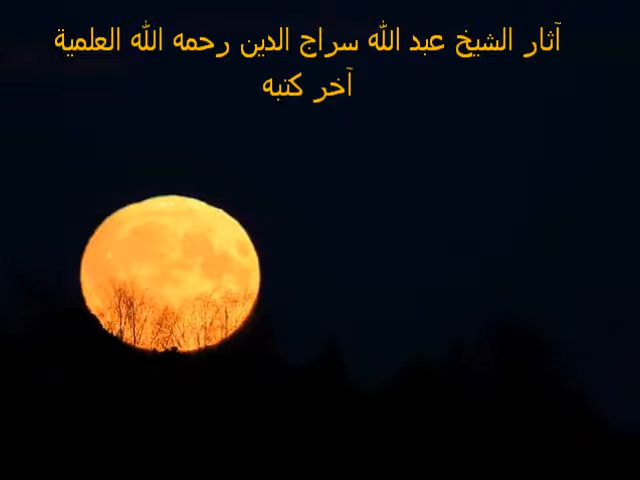 آثار الشيخ عبد الله سراج الدين رحمه الله العلمية
آخر كتبه